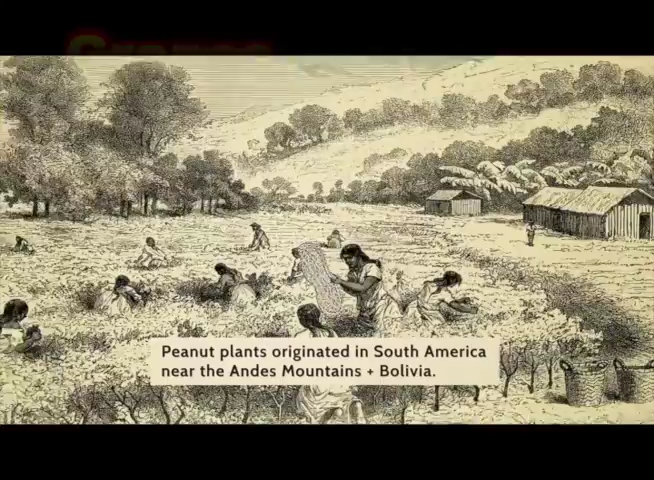 Peanut plants originated in South America
near the Andes Mountains + Bolivia.